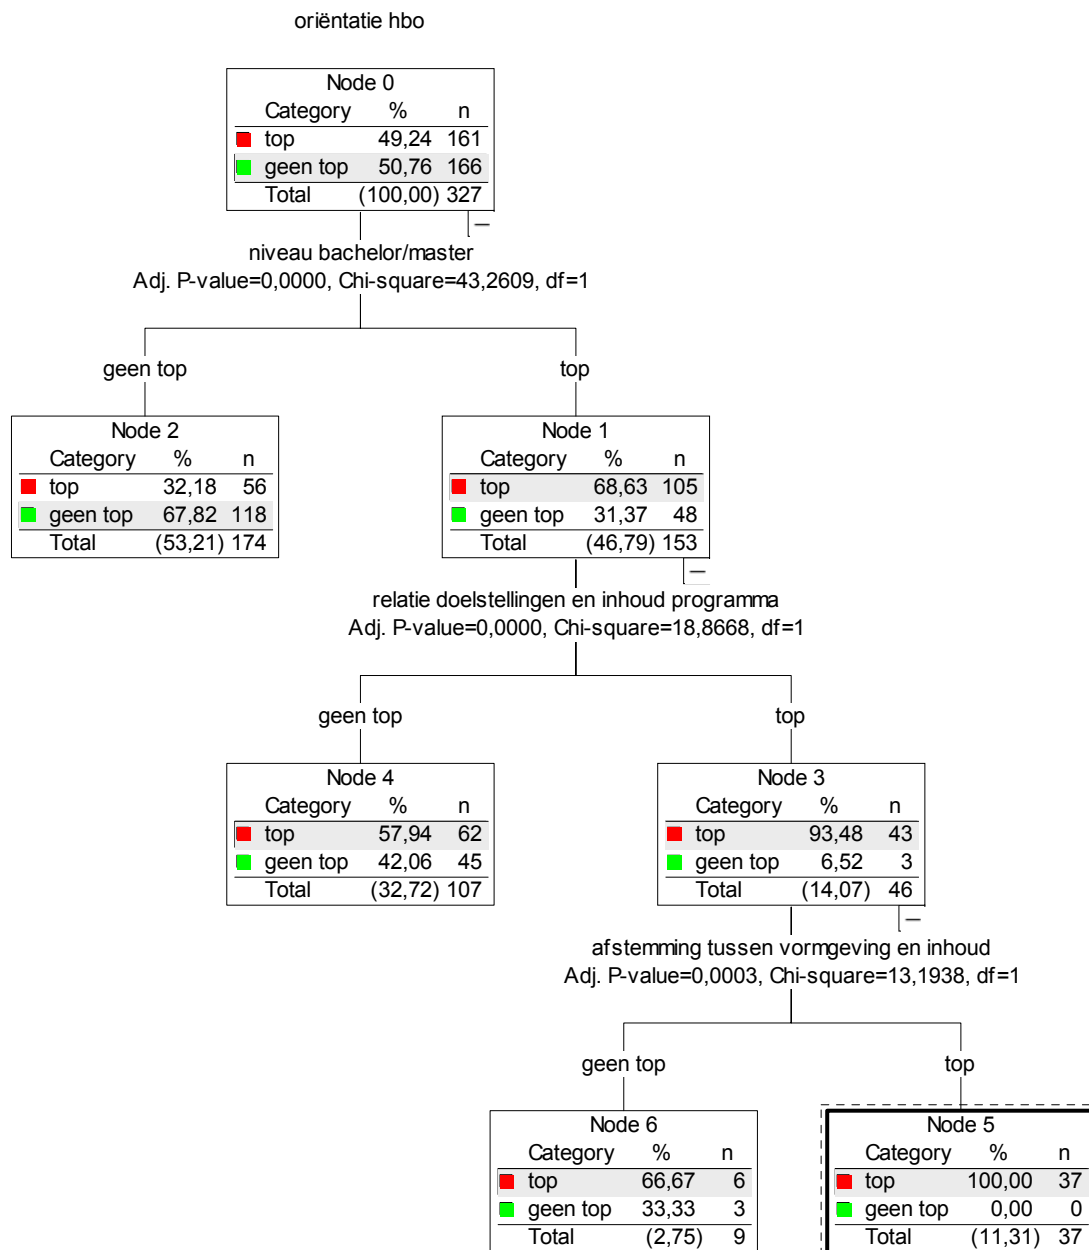 oriëntatie hbo
Node 0
Category % n
top 49,24 161
geen top 50,76 166
Total (100,00) 327
niveau bachelor/master
Adj. P-value=0,0000, Chi-square=43,2609, df=1
geen top top
Node 2
Category % n
top 32,18 56
geen top 67,82 118
Total (53,21) 174
Node 1
Category % n
top 68,63 105
geen top 31,37 48
Total (46,79) 153
relatie doelstellingen en inhoud programma
Adj. P-value=0,0000, Chi-square=18,8668, df=1
geen top top
Node 4
Category % n
top 57,94 62
geen top 42,06 45
Total (32,72) 107
Node 3
Category % n
top 93,48 43
geen top 6,52 3
Total (14,07) 46
afstemming tussen vormgeving en inhoud
Adj. P-value=0,0003, Chi-square=13,1938, df=1
geen top top
Node 6
Category % n
top 66,67 6
geen top 33,33 3
Total (2,75) 9
Node 5
Category % n
top 100,00 37
geen top 0,00 0
Total (11,31) 37